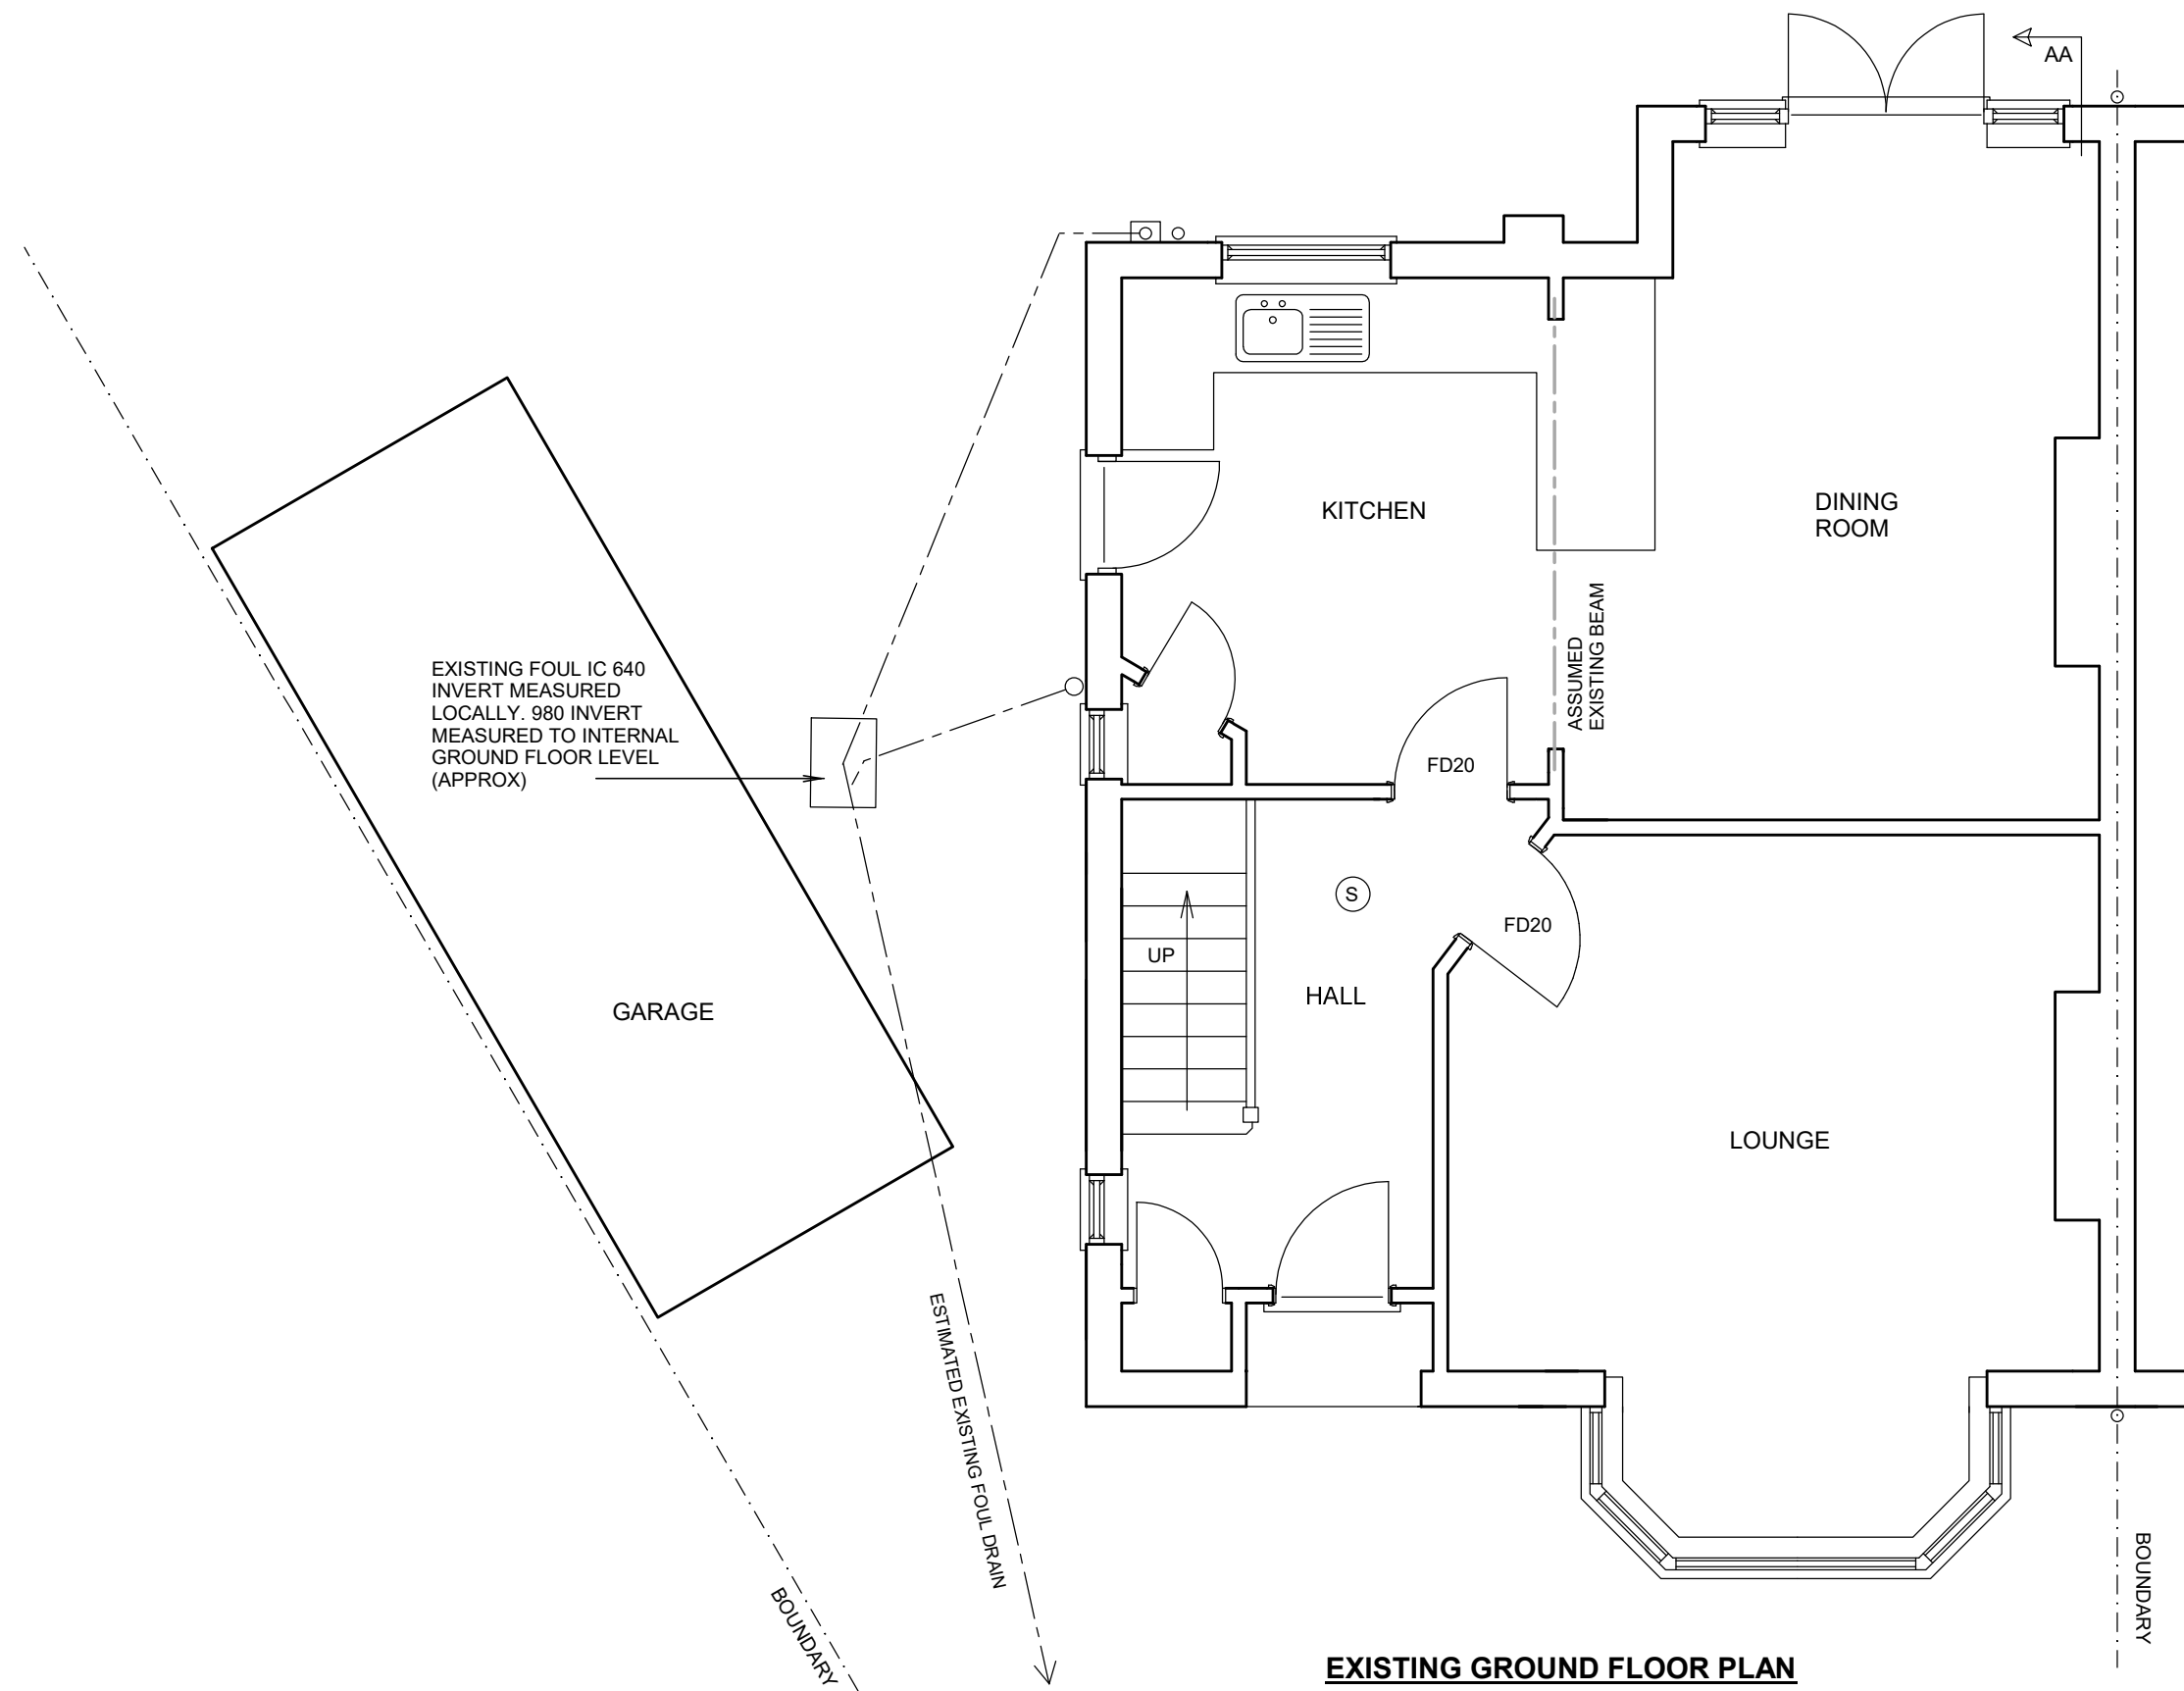 AA
KITCHEN
DINING
ROOM
ASSUMED
EXISTING BEAM
EXISTING FOUL IC 640
INVERT MEASURED
LOCALLY. 980 INVERT
MEASURED TO INTERNAL
GROUND FLOOR LEVEL
(APPROX)
FD20
S
FD20
UP
HALL
GARAGE
LOUNGE
ESTIMATED EXISTING FOUL DRAIN
BOUNDARY
BOUNDARY
EXISTING GROUND FLOOR PLAN